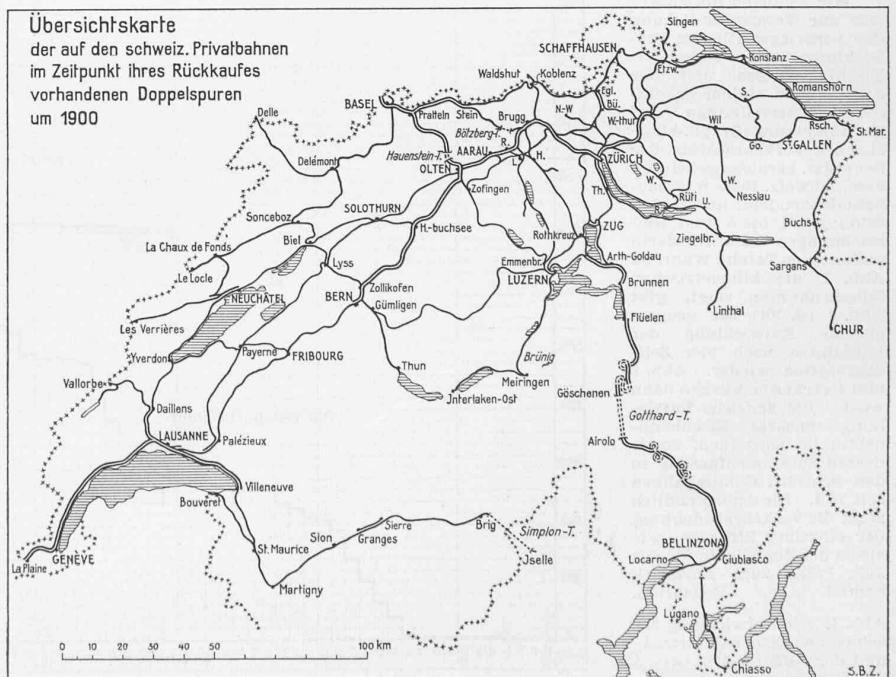 Übersichtskarte
der auf den schweiz. Privatbahnen
im Zeitpunkt ihres Rückkaufes
vorhandenen Doppelspuren
um 1900
Singen
SCHAFFHAUSEN
Etzw.
Konstanz
Waldshut
Koblenz
Romanshorn
Delle
BASEL
Pratteln
Stein
Egl.
Bü.
N-W
Brugg
Bötzberg-T.
W-thur
S.
Wil
Rsch.
St. Mar.
Go.
ST. GALLEN
Delémont
Hauenstein-T.
R.
AARAU
OLTEN
L.
H.
ZÜRICH
Th.
W.
W.
Zofingen
Rüti
U.
Nesslau
R.
Sonceboz
SOLOTHURN
H.-buchsee
Rothkreuz
ZUG
Buchs
La Chaux de Fonds
Biel
Ziegelbr.
Sargans
Lyss
Emmenbr.
Arth-Goldau
Le Locle
LUZERN
Brunnen
Zollikofen
NEUCHÂTEL
BERN
Gümligen
Flüelen
Linthal
CHUR
Les Verrières
Payerne
FRIBOURG
Yverdon
Brünig
Thun
Meiringen
Vallorbe
Jnterlaken-Ost
Göschenen
Daillens
Gotthard-T.
LAUSANNE
Palézieux
Airolo
Villeneuve
Bouveret
Sierre
Brig
Sion
Granges
Simplon-T.
St. Maurice
Jselle
BELLINZONA
GENÈVE
La Plaine
Locarno
Giubiasco
Martigny
Lugano
Chiasso
0 10 20 30 40 50 100 km
S.B.Z.